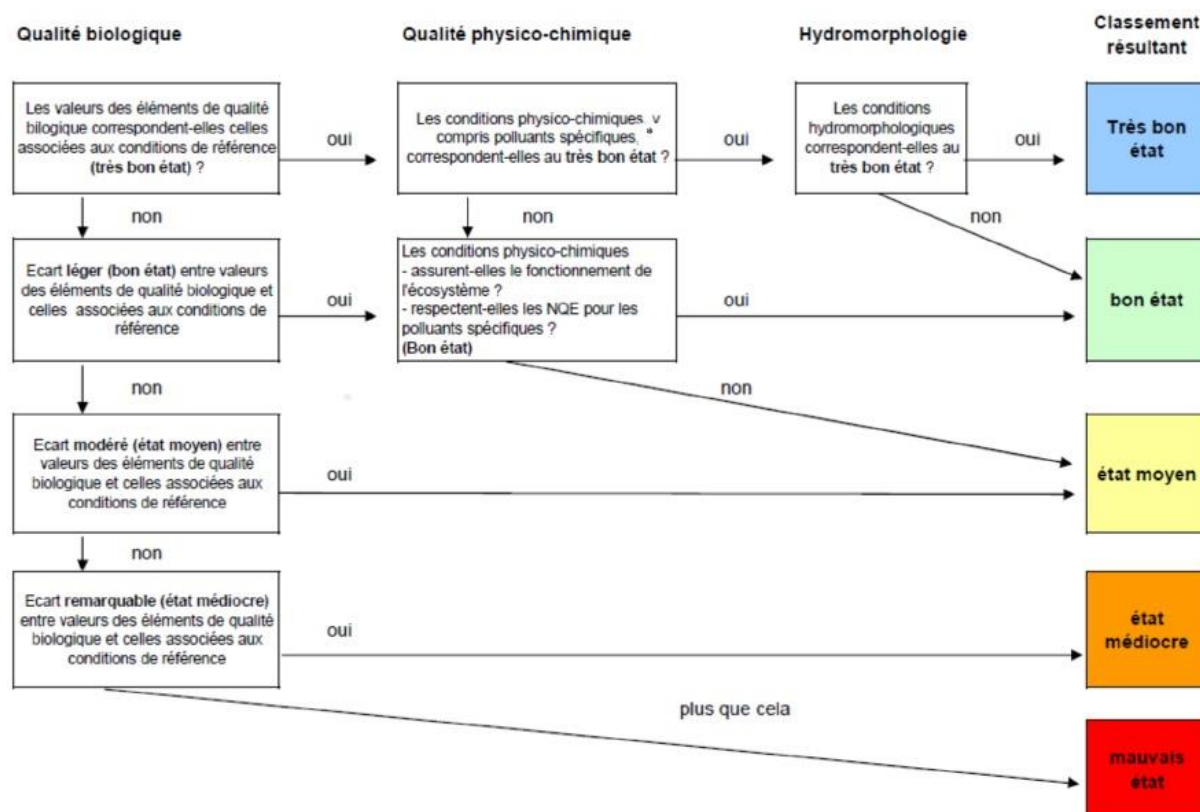 Qualité biologique
Qualité physico-chimique
Hydromorphologie
Classement
résultant
Les valeurs des éléments de qualité
bilogique correspondent-elles celles
associées aux conditions de référence
(très bon état) ?
oui
Les conditions physico-chimiques, y
compris polluants spécifiques, *
correspondent-elles au très bon état ?
oui
Les conditions
hydromorphologiques
correspondent-elles au
très bon état ?
oui
Très bon
état
non
non
non
Ecart léger (bon état) entre valeurs
des éléments de qualité biologique et
celles associées aux conditions de
référence
oui
Les conditions physico-chimiques
- assurent-elles le fonctionnement de
l'écosystème ?
- respectent-elles les NQE pour les
polluants spécifiques ?
(Bon état)
oui
bon état
non
non
Ecart modéré (état moyen) entre
valeurs des éléments de qualité
biologique et celles associées aux
conditions de référence
oui
état moyen
non
Ecart remarquable (état médiocre)
entre valeurs des éléments de qualité
biologique et celles associées aux
conditions de référence
oui
état
médiocre
plus que cela
mauvais
état